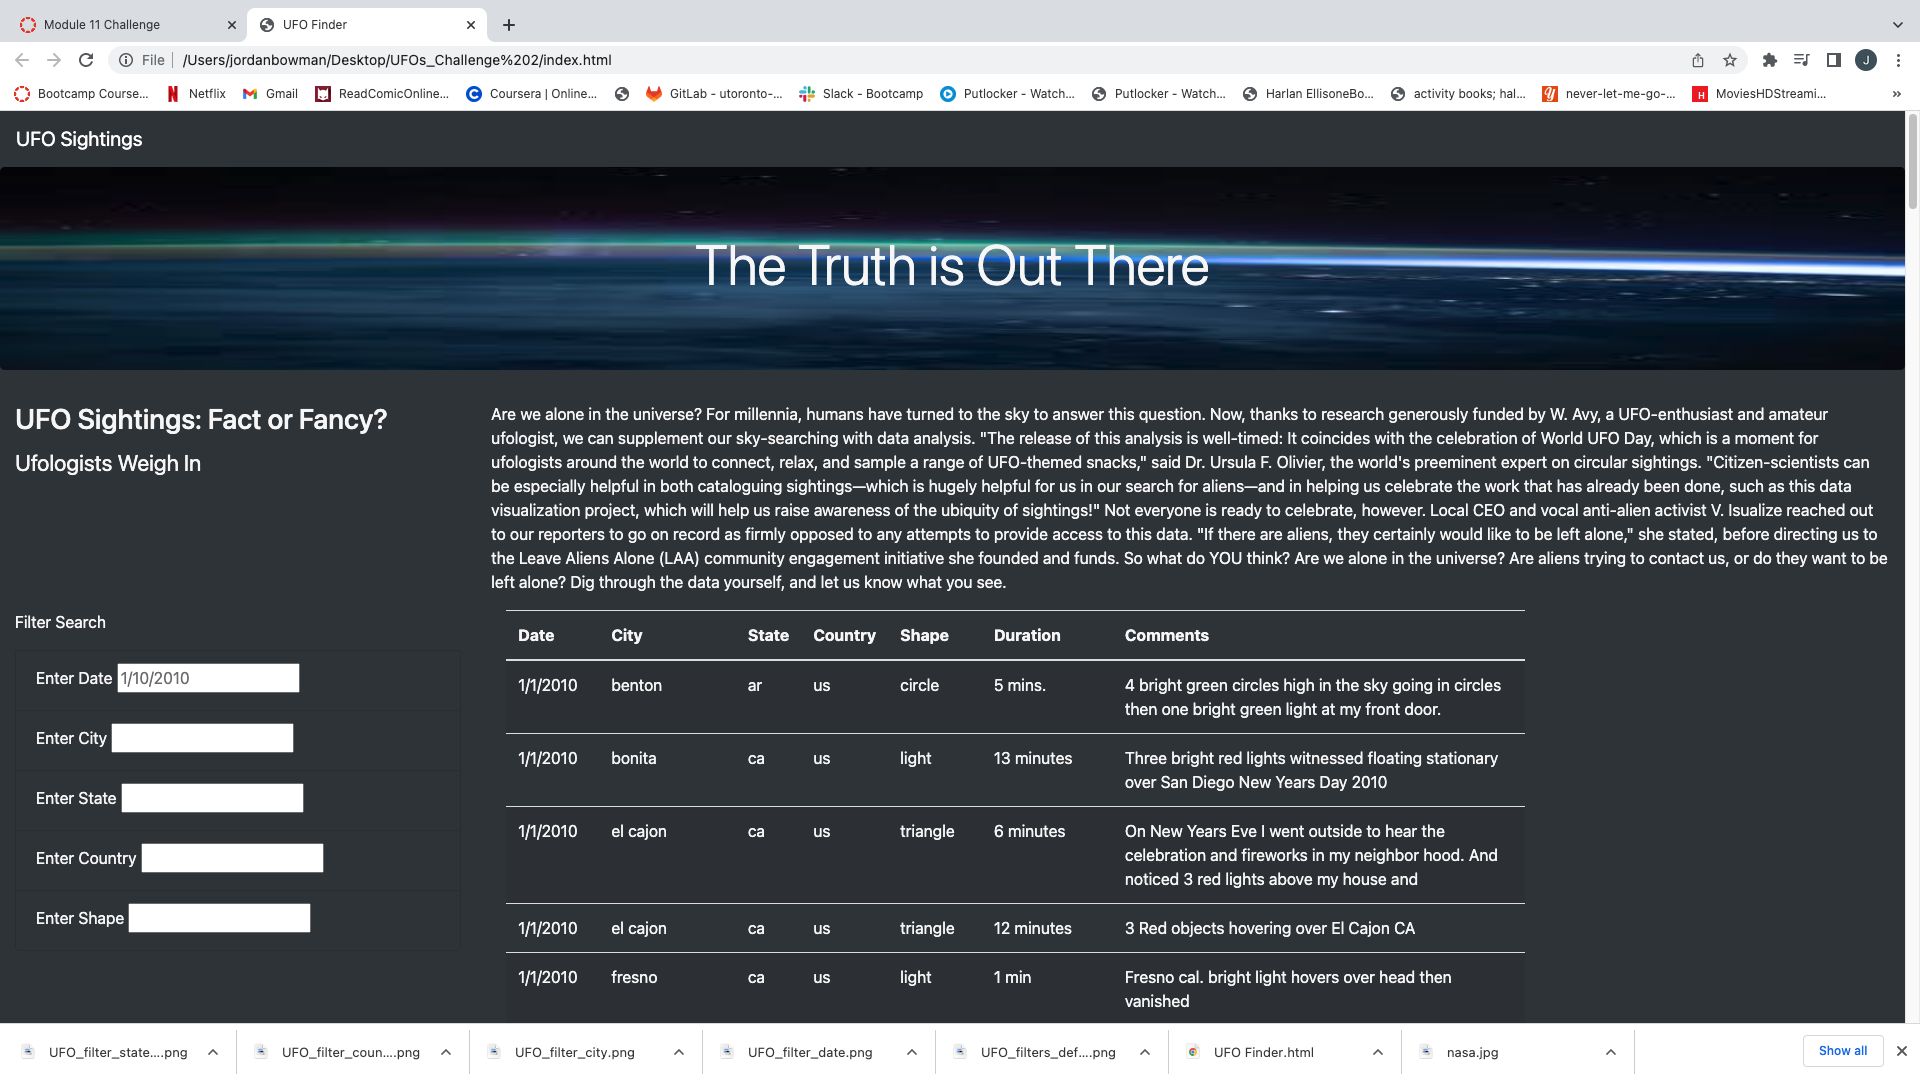 Module 11 Challenge
UFO Finder
File /Users/jordanbowman/Desktop/UFOs_Challenge%202/index.html
J
Bootcamp Course... Netflix Gmail ReadComicOnline... Coursera | Online... GitLab - utoronto-... Slack - Bootcamp Putlocker - Watch... Putlocker - Watch... Harlan EllisoneBo... activity books; hal... never-let-me-go-... MoviesHDStreami... »
UFO Sightings
The Truth is Out There
UFO Sightings: Fact or Fancy?
Ufologists Weigh In
Are we alone in the universe? For millennia, humans have turned to the sky to answer this question. Now, thanks to research generously funded by W. Avy, a UFO-enthusiast and amateur
ufologist, we can supplement our sky-searching with data analysis. "The release of this analysis is well-timed: It coincides with the celebration of World UFO Day, which is a moment for
ufologists around the world to connect, relax, and sample a range of UFO-themed snacks," said Dr. Ursula F. Olivier, the world's preeminent expert on circular sightings. "Citizen-scientists can
be especially helpful in both cataloguing sightings—which is hugely helpful for us in our search for aliens—and in helping us celebrate the work that has already been done, such as this data
visualization project, which will help us raise awareness of the ubiquity of sightings!" Not everyone is ready to celebrate, however. Local CEO and vocal anti-alien activist V. Isualize reached out
to our reporters to go on record as firmly opposed to any attempts to provide access to this data. "If there are aliens, they certainly would like to be left alone," she stated, before directing us to
the Leave Aliens Alone (LAA) community engagement initiative she founded and funds. So what do YOU think? Are we alone in the universe? Are aliens trying to contact us, or do they want to be
left alone? Dig through the data yourself, and let us know what you see.
Filter Search
Enter Date 1/10/2010
Enter City
Enter State
Enter Country
Enter Shape
Date City State Country Shape Duration Comments
1/1/2010 benton ar us circle 5 mins. 4 bright green circles high in the sky going in circles
then one bright green light at my front door.
1/1/2010 bonita ca us light 13 minutes Three bright red lights witnessed floating stationary
over San Diego New Years Day 2010
1/1/2010 el cajon ca us triangle 6 minutes On New Years Eve I went outside to hear the
celebration and fireworks in my neighbor hood. And
noticed 3 red lights above my house and
1/1/2010 el cajon ca us triangle 12 minutes 3 Red objects hovering over El Cajon CA
1/1/2010 fresno ca us light 1 min Fresno cal. bright light hovers over head then
vanished
UFO_filter_state....png UFO_filter_coun....png UFO_filter_city.png UFO_filter_date.png UFO_filters_def....png UFO Finder.html nasa.jpg Show all